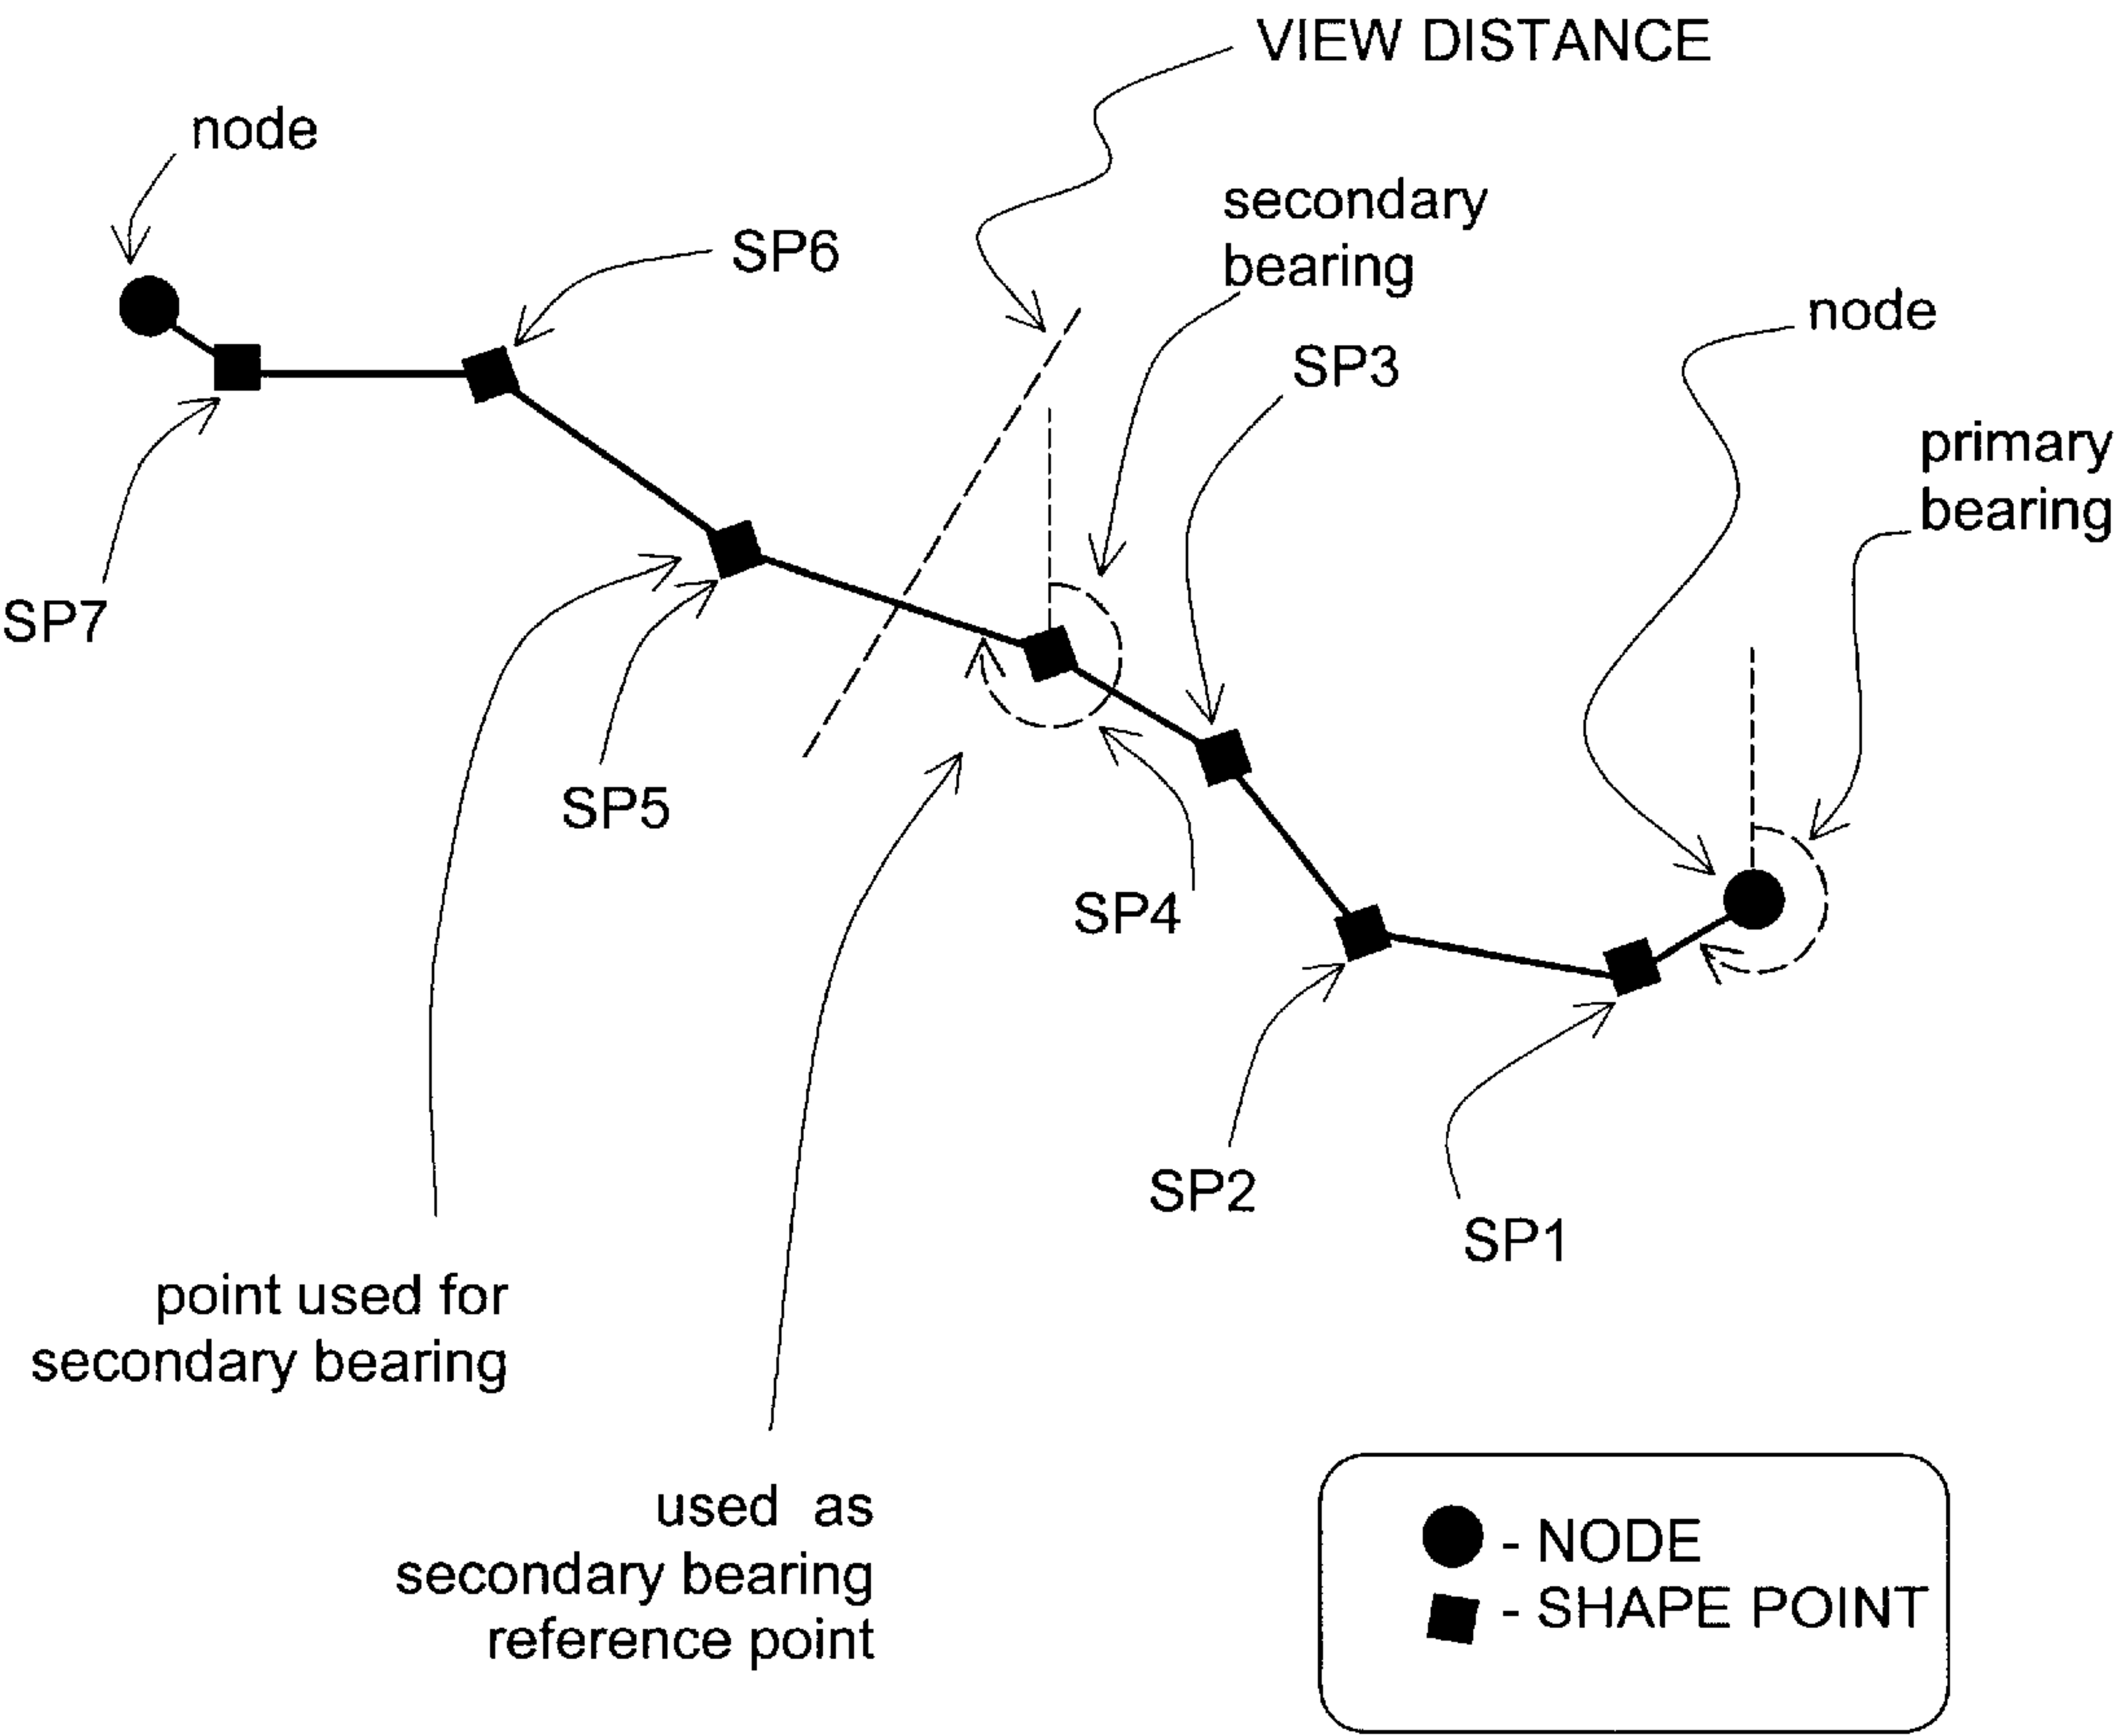 VIEW DISTANCE
node
secondary
bearing
SP6
node
SP3
primary
bearing
SP7
SP5
SP4
SP2
SP1
point used for
secondary bearing
used as
secondary bearing
reference point
- NODE
- SHAPE POINT